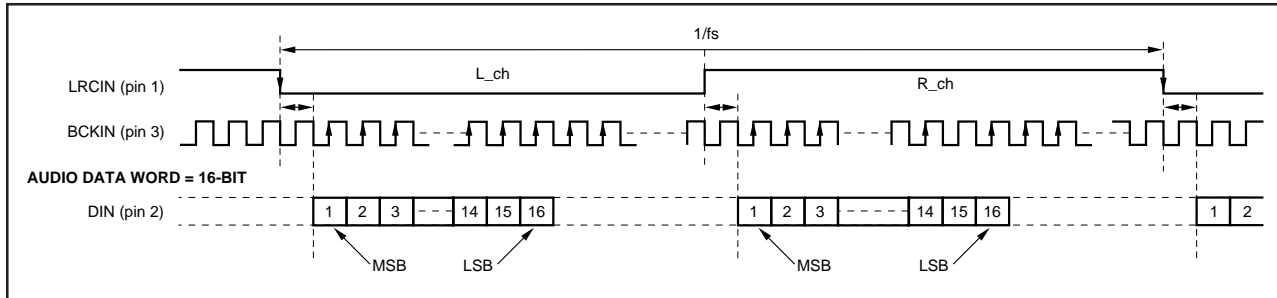 1/fs
LRCIN (pin 1)
L_ch
R_ch
BCKIN (pin 3)
AUDIO DATA WORD = 16-BIT
DIN (pin 2)
1 2 3 14 15 16 1 2 3 14 15 16 1 2
MSB LSB MSB LSB